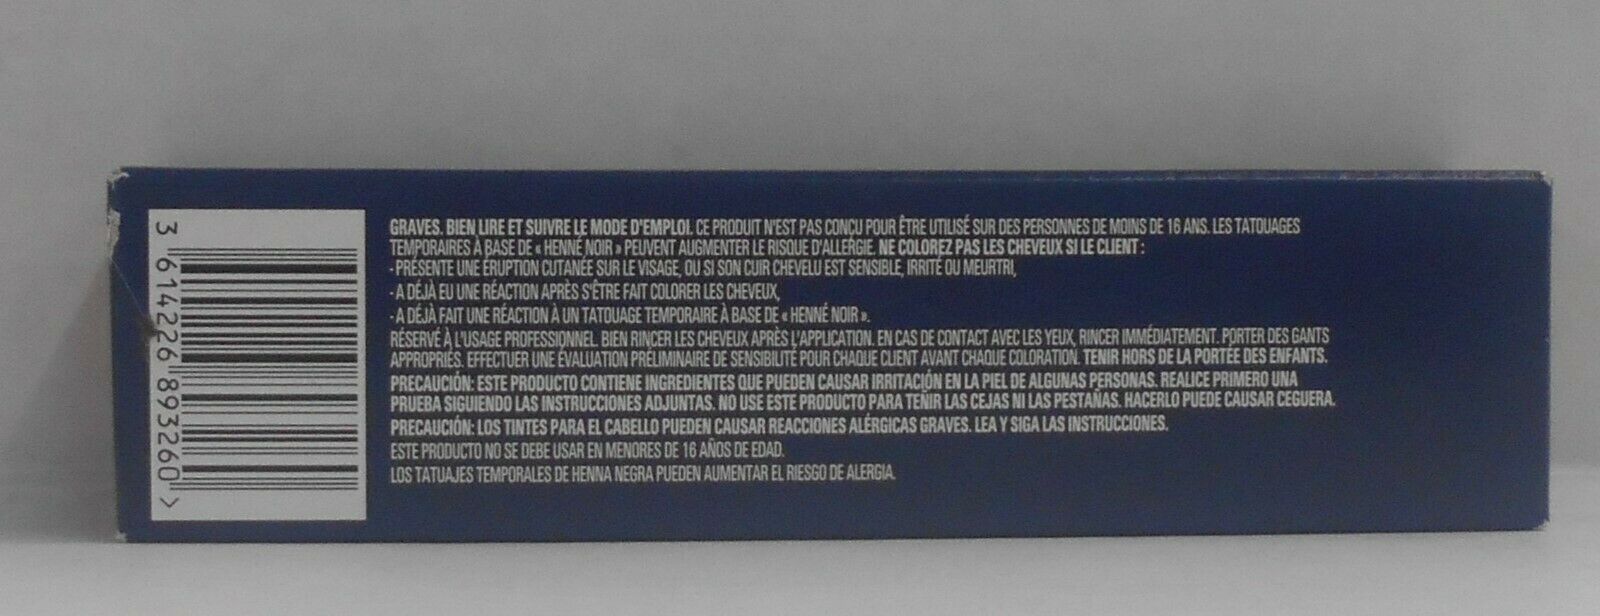 3 614226 893260 >
GRAVES. BIEN LIRE ET SUIVRE LE MODE D'EMPLOI. CE PRODUIT N'EST PAS CONÇU POUR ÊTRE UTILISÉ SUR DES PERSONNES DE MOINS DE 16 ANS. LES TATOUAGES
TEMPORAIRES À BASE DE « HENNÉ NOIR » PEUVENT AUGMENTER LE RISQUE D'ALLERGIE. NE COLOREZ PAS LES CHEVEUX SI LE CLIENT :
- PRÉSENTE UNE ÉRUPTION CUTANÉE SUR LE VISAGE, OU SI SON CUIR CHEVELU EST SENSIBLE, IRRITÉ OU MEURTRI,
- A DÉJÀ EU UNE RÉACTION APRÈS S'ÊTRE FAIT COLORER LES CHEVEUX,
- A DÉJÀ FAIT UNE RÉACTION À UN TATOUAGE TEMPORAIRE À BASE DE « HENNÉ NOIR ».
RÉSERVÉ À L'USAGE PROFESSIONNEL. BIEN RINCER LES CHEVEUX APRÈS L'APPLICATION. EN CAS DE CONTACT AVEC LES YEUX, RINCER IMMÉDIATEMENT. PORTER DES GANTS
APPROPRIÉS. EFFECTUER UNE ÉVALUATION PRÉLIMINAIRE DE SENSIBILITÉ POUR CHAQUE CLIENT AVANT CHAQUE COLORATION. TENIR HORS DE LA PORTÉE DES ENFANTS.
PRECAUCIÓN: ESTE PRODUCTO CONTIENE INGREDIENTES QUE PUEDEN CAUSAR IRRITACIÓN EN LA PIEL DE ALGUNAS PERSONAS. REALICE PRIMERO UNA
PRUEBA SIGUIENDO LAS INSTRUCCIONES ADJUNTAS. NO USE ESTE PRODUCTO PARA TEÑIR LAS CEJAS NI LAS PESTAÑAS. HACERLO PUEDE CAUSAR CEGUERA.
PRECAUCIÓN: LOS TINTES PARA EL CABELLO PUEDEN CAUSAR REACCIONES ALÉRGICAS GRAVES. LEA Y SIGA LAS INSTRUCCIONES.
ESTE PRODUCTO NO SE DEBE USAR EN MENORES DE 16 AÑOS DE EDAD.
LOS TATUAJES TEMPORALES DE HENNA NEGRA PUEDEN AUMENTAR EL RIESGO DE ALERGIA.